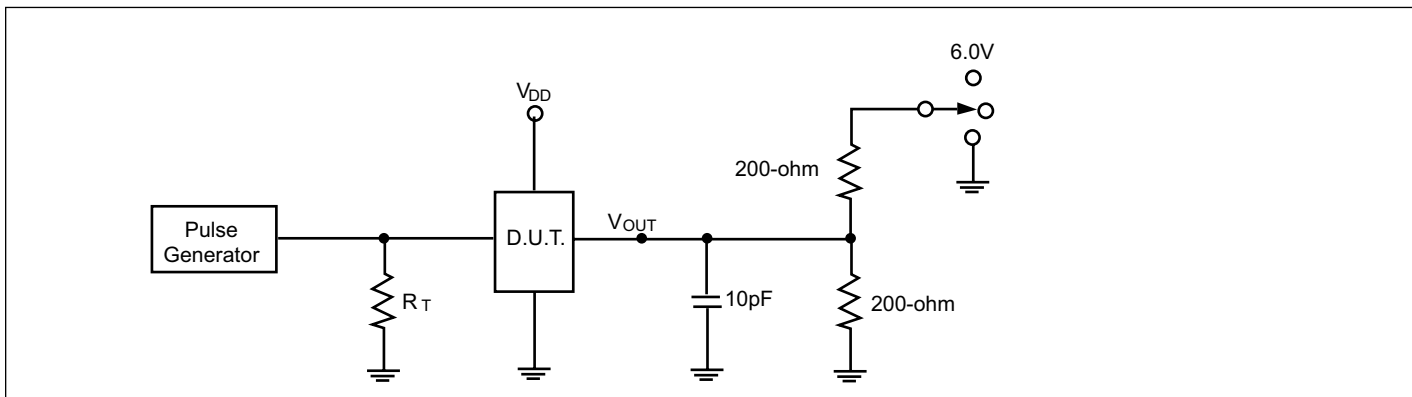 6.0V
VDD
200-ohm
Pulse
Generator
D.U.T.
VOUT
RT
10pF
200-ohm